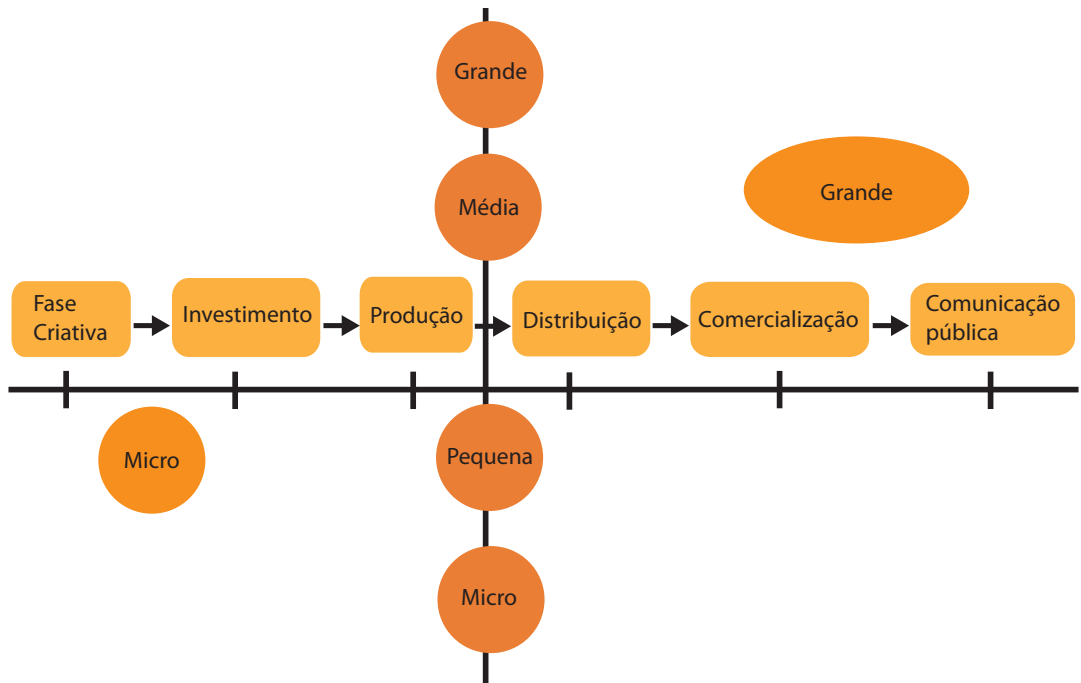 Grande
Média
Grande
Fase
Criativa
Investimento
Produção
Distribuição
Comercialização
Comunicação
pública
Micro
Pequena
Micro